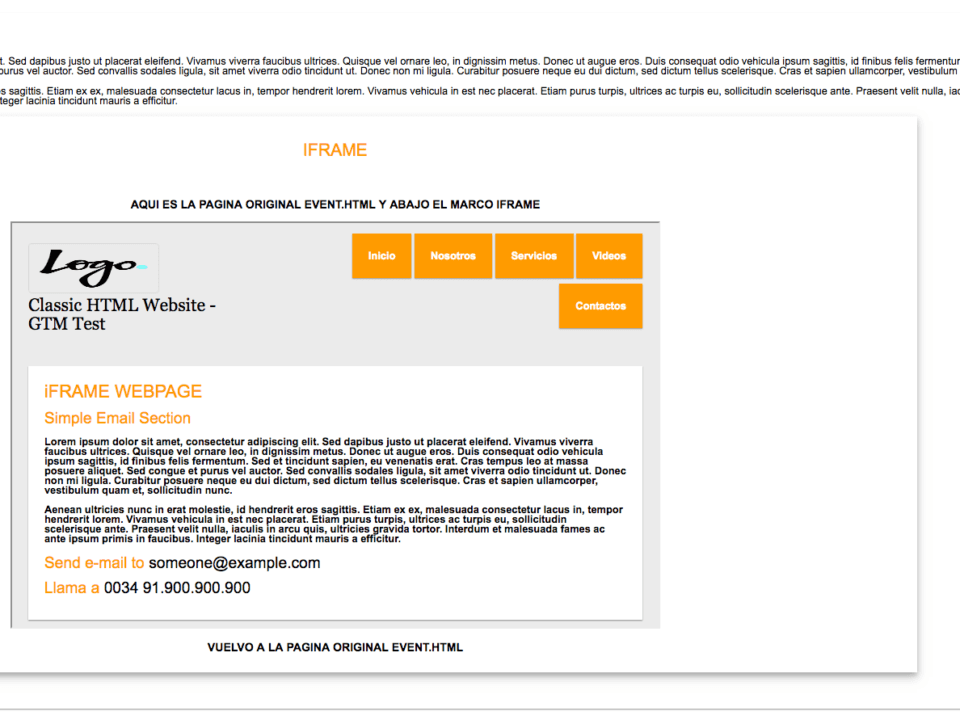 t. Sed dapibus justo ut placerat eleifend. Vivamus viverra faucibus ultrices. Quisque vel ornare leo, in dignissim metus. Donec ut augue eros. Duis consequat odio vehicula ipsum sagittis, id finibus felis fermentum
purus vel auctor. Sed convallis sodales ligula, sit amet viverra odio tincidunt ut. Donec non mi ligula. Curabitur posuere neque eu dui dictum, sed dictum tellus scelerisque. Cras et sapien ullamcorper, vestibulum
s sagittis. Etiam ex ex, malesuada consectetur lacus in, tempor hendrerit lorem. Vivamus vehicula in est nec placerat. Etiam purus turpis, ultrices ac turpis eu, sollicitudin scelerisque ante. Praesent velit nulla, iac
teger lacinia tincidunt mauris a efficitur.
IFRAME
AQUI ES LA PAGINA ORIGINAL EVENT.HTML Y ABAJO EL MARCO IFRAME
Logo
Inicio Nosotros Servicios Videos
Contactos
Classic HTML Website -
GTM Test
iFRAME WEBPAGE
Simple Email Section
Lorem ipsum dolor sit amet, consectetur adipiscing elit. Sed dapibus justo ut placerat eleifend. Vivamus viverra
faucibus ultrices. Quisque vel ornare leo, in dignissim metus. Donec ut augue eros. Duis consequat odio vehicula
ipsum sagittis, id finibus felis fermentum. Sed et tincidunt sapien, eu venenatis erat. Cras tempus leo at massa
posuere aliquet. Sed congue et purus vel auctor. Sed convallis sodales ligula, sit amet viverra odio tincidunt ut. Donec
non mi ligula. Curabitur posuere neque eu dui dictum, sed dictum tellus scelerisque. Cras et sapien ullamcorper,
vestibulum quam et, sollicitudin nunc.
Aenean ultricies nunc in erat molestie, id hendrerit eros sagittis. Etiam ex ex, malesuada consectetur lacus in, tempor
hendrerit lorem. Vivamus vehicula in est nec placerat. Etiam purus turpis, ultrices ac turpis eu, sollicitudin
scelerisque ante. Praesent velit nulla, iaculis in arcu quis, ultricies gravida tortor. Interdum et malesuada fames ac
ante ipsum primis in faucibus. Integer lacinia tincidunt mauris a efficitur.
Send e-mail to someone@example.com
Llama a 0034 91.900.900.900
VUELVO A LA PAGINA ORIGINAL EVENT.HTML